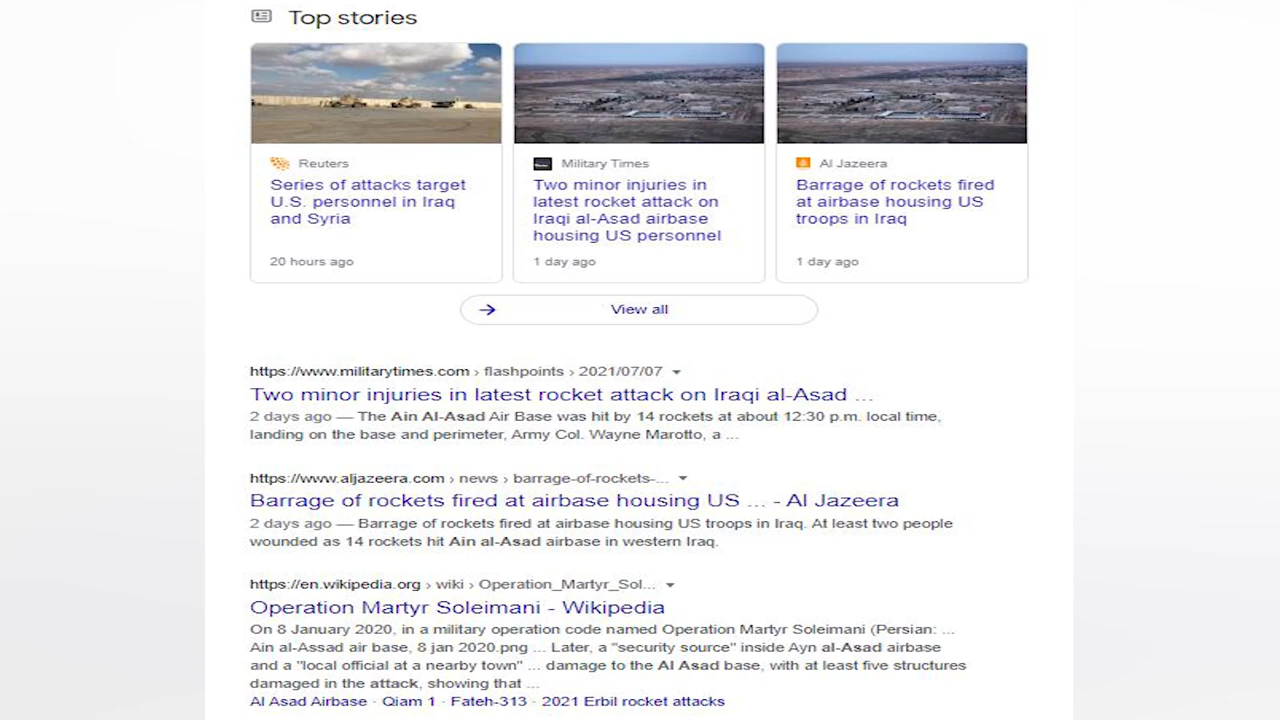 Top stories
Reuters
Series of attacks target
U.S. personnel in Iraq
and Syria
20 hours ago
Military Times
Two minor injuries in
latest rocket attack on
Iraqi al-Asad airbase
housing US personnel
1 day ago
Al Jazeera
Barrage of rockets fired
at airbase housing US
troops in Iraq
1 day ago
View all
https://www.militarytimes.com › flashpoints › 2021/07/07
Two minor injuries in latest rocket attack on Iraqi al-Asad ...
2 days ago — The Ain Al-Asad Air Base was hit by 14 rockets at about 12:30 p.m. local time,
landing on the base and perimeter, Army Col. Wayne Marotto, a ...
https://www.aljazeera.com › news › barrage-of-rockets-...
Barrage of rockets fired at airbase housing US ... - Al Jazeera
2 days ago — Barrage of rockets fired at airbase housing US troops in Iraq. At least two people
wounded as 14 rockets hit Ain al-Asad airbase in western Iraq.
https://en.wikipedia.org › wiki › Operation_Martyr_Sol...
Operation Martyr Soleimani - Wikipedia
On 8 January 2020, in a military operation code named Operation Martyr Soleimani (Persian: ...
Ain al-Assad air base, 8 jan 2020.png ... Later, a "security source" inside Ayn al-Asad airbase
and a "local official at a nearby town" ... damage to the Al Asad base, with at least five structures
damaged in the attack, showing that ...
Al Asad Airbase · Qiam 1 · Fateh-313 · 2021 Erbil rocket attacks